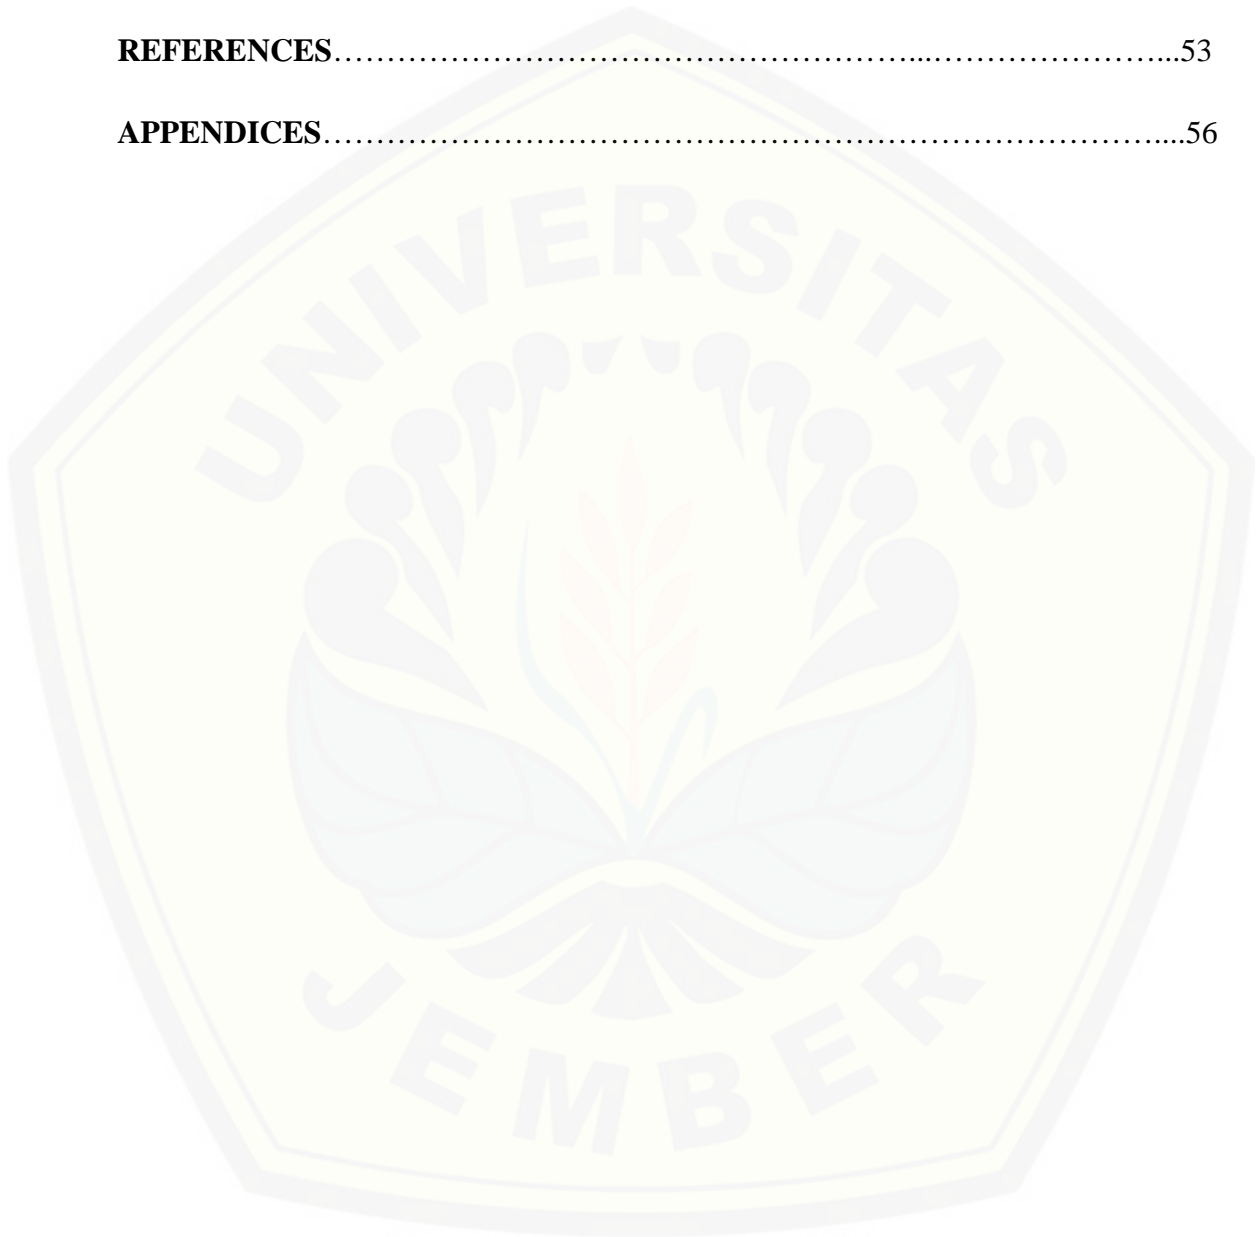 REFERENCES…………………………………………………...…………………...53
APPENDICES……………………………………………………………………….....56
UNIVERSITAS
JEMBER